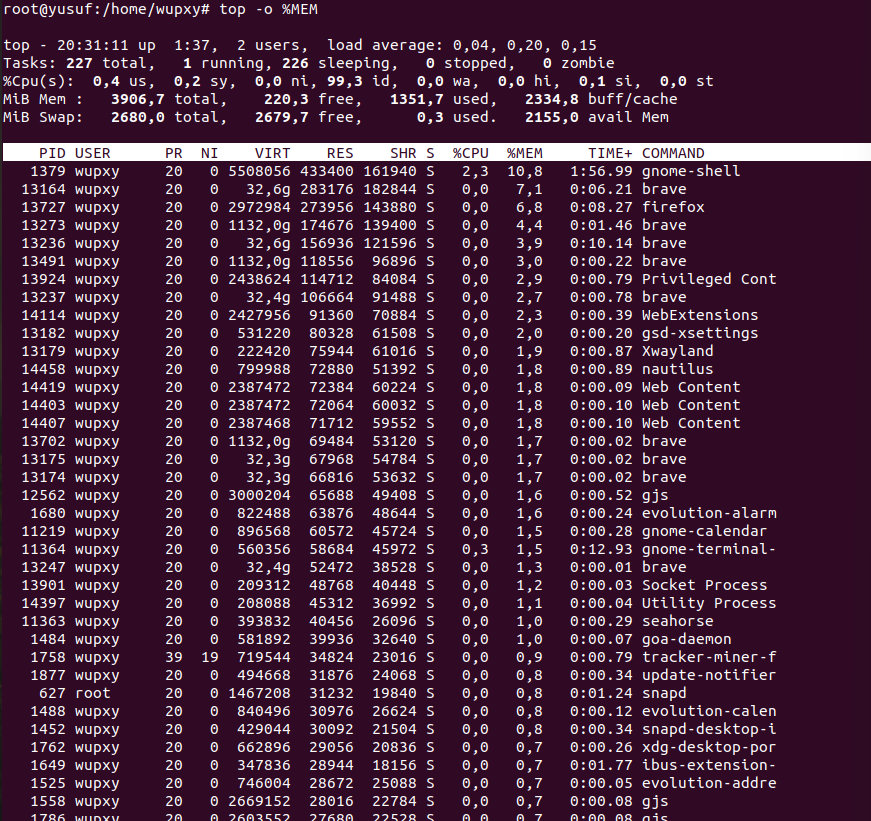 root@yusuf:/home/wupxy# top -o %MEM
top - 20:31:11 up  1:37,  2 users,  load average: 0,04, 0,20, 0,15
Tasks: 227 total,   1 running, 226 sleeping,   0 stopped,   0 zombie
%Cpu(s):  0,4 us,  0,2 sy,  0,0 ni, 99,3 id,  0,0 wa,  0,0 hi,  0,1 si,  0,0 st
MiB Mem :   3906,7 total,    220,3 free,   1351,7 used,   2334,8 buff/cache
MiB Swap:   2680,0 total,   2679,7 free,      0,3 used.   2155,0 avail Mem
PID USER      PR  NI    VIRT    RES    SHR S  %CPU  %MEM     TIME+ COMMAND
1379 wupxy     20   0 5508056 433400 161940 S   2,3  10,8   1:56.99 gnome-shell
13164 wupxy     20   0   32,6g 283176 182844 S   0,0   7,1   0:06.21 brave
13727 wupxy     20   0 2972984 273956 143880 S   0,0   6,8   0:08.27 firefox
13273 wupxy     20   0 1132,0g 174676 139400 S   0,0   4,4   0:01.46 brave
13236 wupxy     20   0   32,6g 156936 121596 S   0,0   3,9   0:10.14 brave
13491 wupxy     20   0 1132,0g 118556  96896 S   0,0   3,0   0:00.22 brave
13924 wupxy     20   0 2438624 114712  84084 S   0,0   2,9   0:00.79 Privileged Cont
13237 wupxy     20   0   32,4g 106664  91488 S   0,0   2,7   0:00.78 brave
14114 wupxy     20   0 2427956  91360  70884 S   0,0   2,3   0:00.39 WebExtensions
13182 wupxy     20   0  531220  80328  61508 S   0,0   2,0   0:00.20 gsd-xsettings
13179 wupxy     20   0  222420  75944  61016 S   0,0   1,9   0:00.87 Xwayland
14458 wupxy     20   0  799988  72880  51392 S   0,0   1,8   0:00.89 nautilus
14419 wupxy     20   0 2387472  72384  60224 S   0,0   1,8   0:00.09 Web Content
14403 wupxy     20   0 2387472  72064  60032 S   0,0   1,8   0:00.10 Web Content
14407 wupxy     20   0 2387468  71712  59552 S   0,0   1,8   0:00.10 Web Content
13702 wupxy     20   0 1132,0g  69484  53120 S   0,0   1,7   0:00.02 brave
13175 wupxy     20   0   32,3g  67968  54784 S   0,0   1,7   0:00.02 brave
13174 wupxy     20   0   32,3g  66816  53632 S   0,0   1,7   0:00.02 brave
12562 wupxy     20   0 3000204  65688  49408 S   0,0   1,6   0:00.52 gjs
1680 wupxy     20   0  822488  63876  48644 S   0,0   1,6   0:00.24 evolution-alarm
11219 wupxy     20   0  896568  60572  45724 S   0,0   1,5   0:00.28 gnome-calendar
11364 wupxy     20   0  560356  58684  45972 S   0,3   1,5   0:12.93 gnome-terminal-
13247 wupxy     20   0   32,4g  52472  38528 S   0,0   1,3   0:00.01 brave
13901 wupxy     20   0  209312  48768  40448 S   0,0   1,2   0:00.03 Socket Process
14397 wupxy     20   0  208088  45312  36992 S   0,0   1,1   0:00.04 Utility Process
11363 wupxy     20   0  393832  40456  26096 S   0,0   1,0   0:00.29 seahorse
1484 wupxy     20   0  581892  39936  32640 S   0,0   1,0   0:00.07 goa-daemon
1758 wupxy     39  19  719544  34824  23016 S   0,0   0,9   0:00.79 tracker-miner-f
1877 wupxy     20   0  494668  31876  24068 S   0,0   0,8   0:00.34 update-notifier
627 root      20   0 1467208  31232  19840 S   0,0   0,8   0:01.24 snapd
1488 wupxy     20   0  840496  30976  26624 S   0,0   0,8   0:00.12 evolution-calen
1452 wupxy     20   0  429044  30092  21504 S   0,0   0,8   0:00.34 snapd-desktop-i
1762 wupxy     20   0  662896  29056  20836 S   0,0   0,7   0:00.26 xdg-desktop-por
1649 wupxy     20   0  347836  28944  18156 S   0,0   0,7   0:01.77 ibus-extension-
1525 wupxy     20   0  746004  28672  25088 S   0,0   0,7   0:00.05 evolution-addre
1558 wupxy     20   0 2669152  28016  22784 S   0,0   0,7   0:00.08 gjs
1786 wupxy     20   0 2603552  27680  22528 S   0,0   0,7   0:00.08 gjs